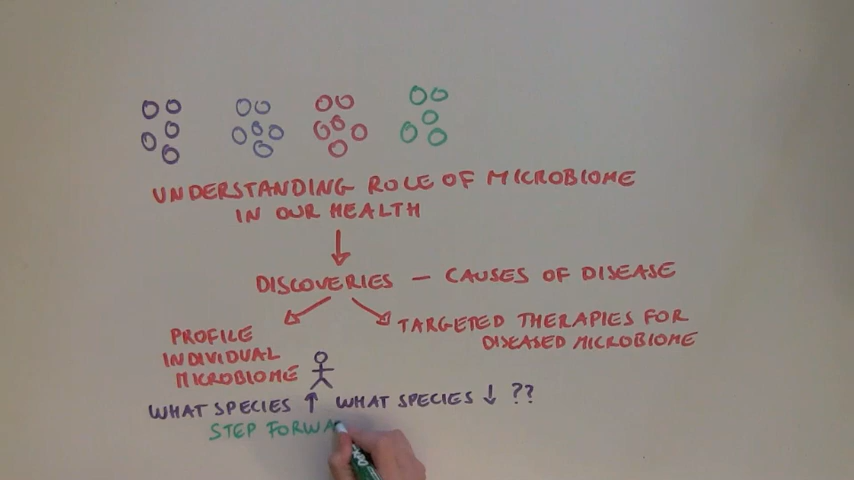 UNDERSTANDING ROLE OF MICROBIOME
IN OUR HEALTH
DISCOVERIES - CAUSES OF DISEASE
PROFILE
INDIVIDUAL
MICROBIOME
TARGETED THERAPIES FOR
DISEASED MICROBIOME
WHAT SPECIES ↑ WHAT SPECIES ↓ ??
STEP FORWA